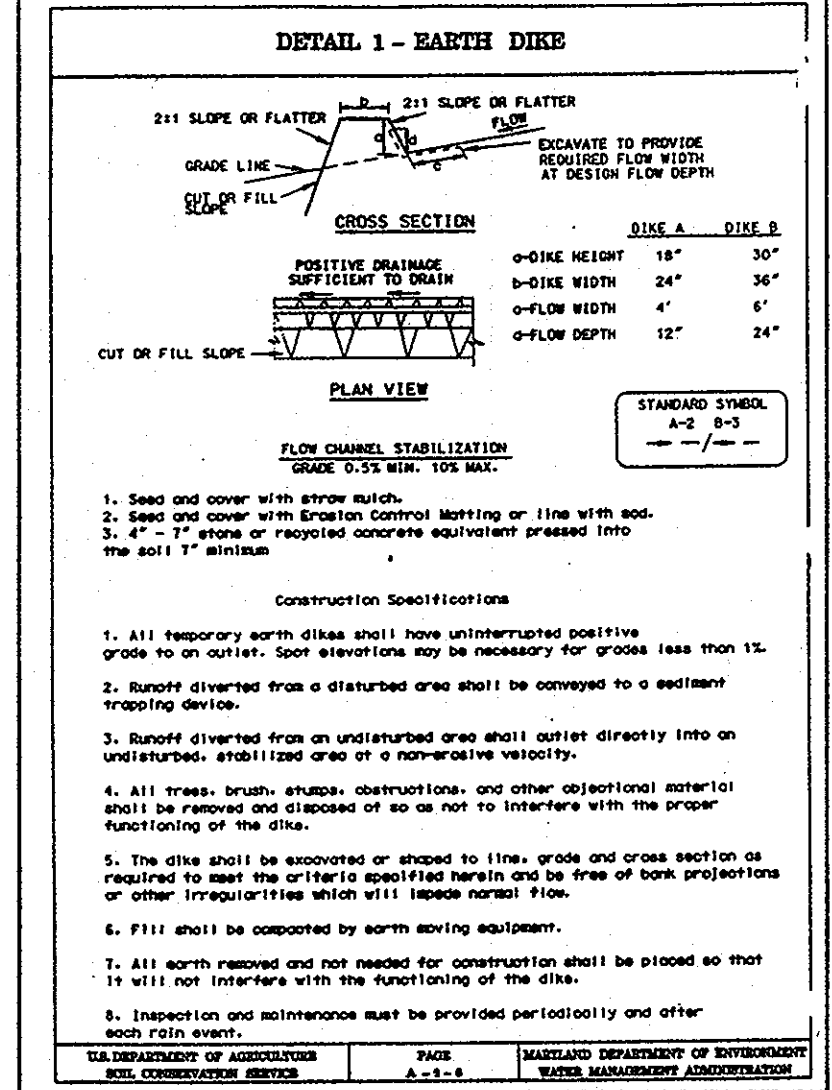 DETAIL 1 - EARTH DIKE
2:1 SLOPE OR FLATTER
b
2:1 SLOPE OR FLATTER
FLOW
a
d
EXCAVATE TO PROVIDE
REQUIRED FLOW WIDTH
AT DESIGN FLOW DEPTH
GRADE LINE
c
CUT OR FILL
SLOPE
CROSS SECTION
DIKE A DIKE B
a-DIKE HEIGHT 18" 30"
b-DIKE WIDTH 24" 36"
c-FLOW WIDTH 4' 6'
d-FLOW DEPTH 12" 24"
POSITIVE DRAINAGE
SUFFICIENT TO DRAIN
CUT OR FILL SLOPE
PLAN VIEW
STANDARD SYMBOL
A-2 B-3
FLOW CHANNEL STABILIZATION
GRADE 0.5% MIN. 10% MAX.
1. Seed and cover with straw mulch.
2. Seed and cover with Erosion Control Matting or line with sod.
3. 4" - 7" stone or recycled concrete equivalent pressed into
the soil 7" minimum
Construction Specifications
1. All temporary earth dikes shall have uninterrupted positive
grade to an outlet. Spot elevations may be necessary for grades less than 1%.
2. Runoff diverted from a disturbed area shall be conveyed to a sediment
trapping device.
3. Runoff diverted from an undisturbed area shall outlet directly into an
undisturbed, stabilized area at a non-erosive velocity.
4. All trees, brush, stumps, obstructions, and other objectional material
shall be removed and disposed of so as not to interfere with the proper
functioning of the dike.
5. The dike shall be excavated or shaped to line, grade and cross section as
required to meet the criteria specified herein and be free of bank projections
or other irregularities which will impede normal flow.
6. Fill shall be compacted by earth moving equipment.
7. All earth removed and not needed for construction shall be placed so that
it will not interfere with the functioning of the dike.
8. Inspection and maintenance must be provided periodically and after
each rain event.
U.S. DEPARTMENT OF AGRICULTURE
SOIL CONSERVATION SERVICE
PAGE
A - 1 - 6
MARYLAND DEPARTMENT OF ENVIRONMENT
WATER MANAGEMENT ADMINISTRATION